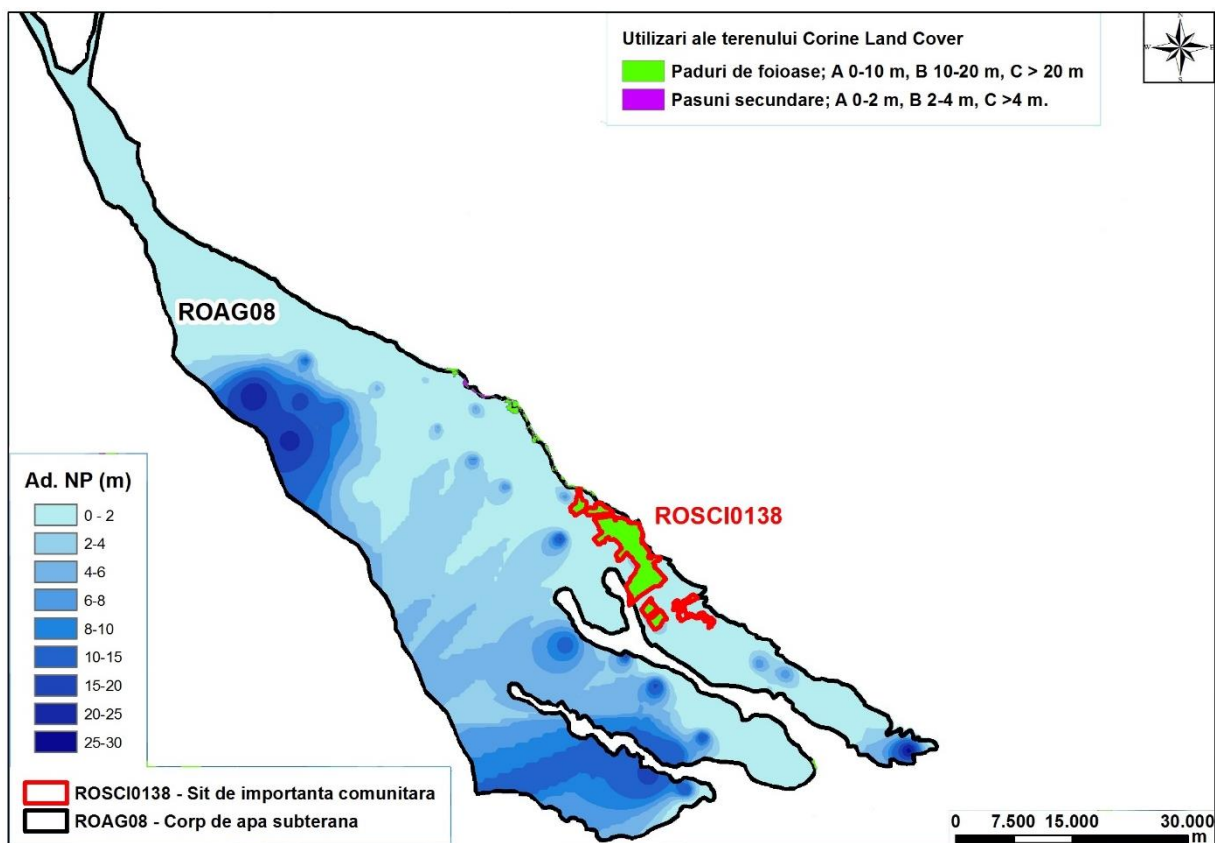 Utilizari ale terenului Corine Land Cover
Paduri de foioase; A 0-10 m, B 10-20 m, C > 20 m
Pasuni secundare; A 0-2 m, B 2-4 m, C >4 m.
ROAG08
ROSCI0138
Ad. NP (m)
0 - 2
2-4
4-6
6-8
8-10
10-15
15-20
20-25
25-30
ROSCI0138 - Sit de importanta comunitara
ROAG08 - Corp de apa subterana
0 7.500 15.000 30.000
m